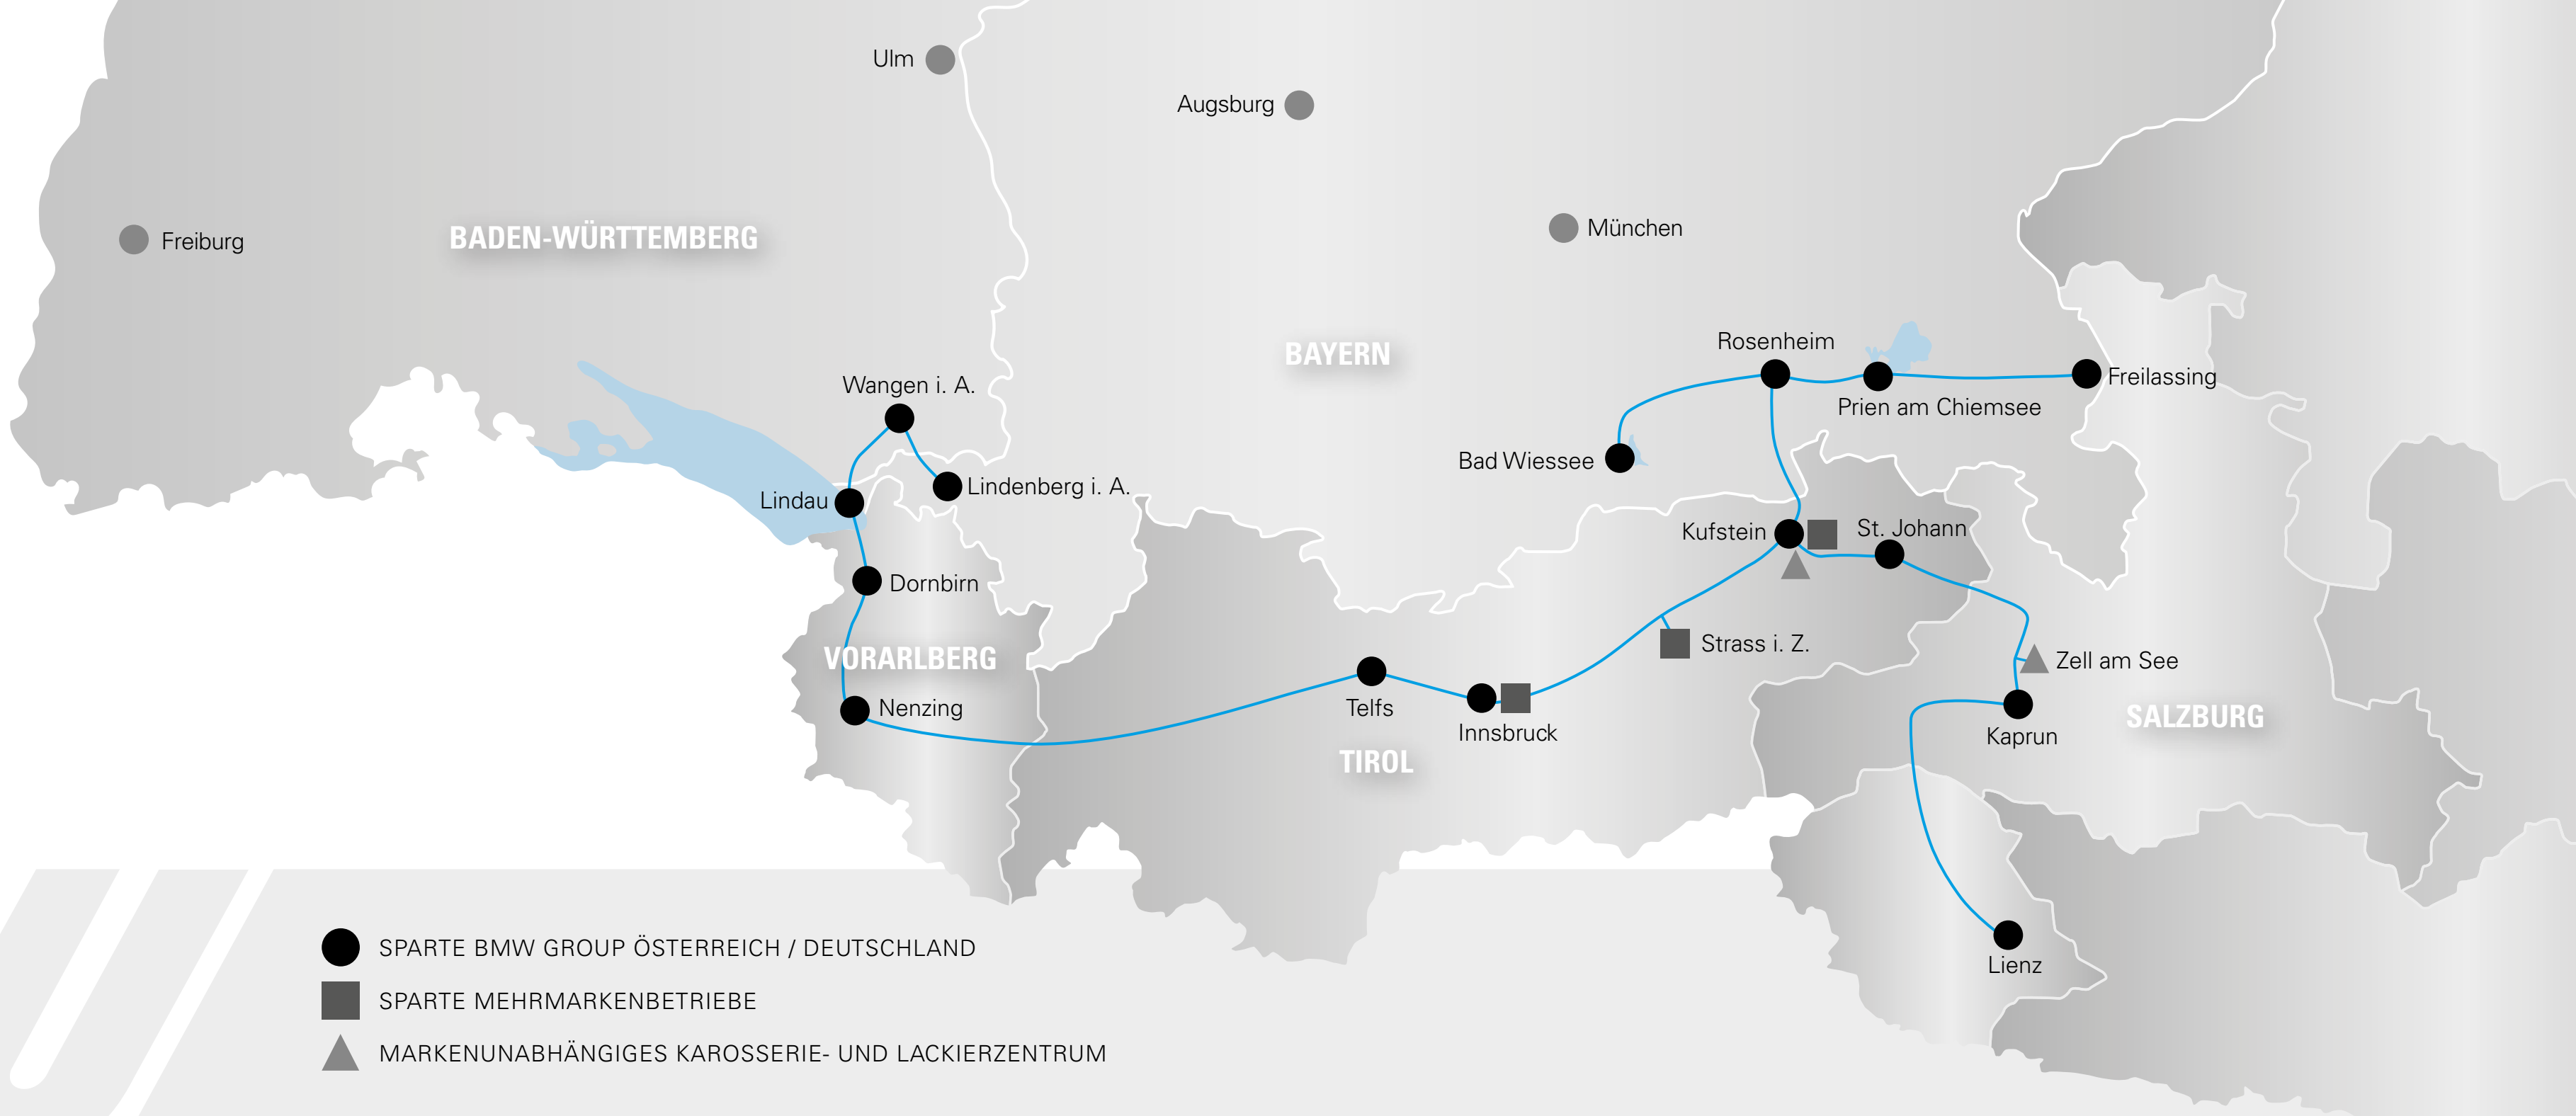 Ulm
Augsburg
München
Freiburg
BADEN-WÜRTTEMBERG
BAYERN
Rosenheim
Wangen i. A.
Freilassing
Prien am Chiemsee
Bad Wiessee
Lindenberg i. A.
Lindau
Kufstein
St. Johann
Dornbirn
Strass i. Z.
VORARLBERG
Zell am See
Nenzing
Telfs
SALZBURG
Innsbruck
Kaprun
TIROL
Lienz
SPARTE BMW GROUP ÖSTERREICH / DEUTSCHLAND
SPARTE MEHRMARKENBETRIEBE
MARKENUNABHÄNGIGES KAROSSERIE- UND LACKIERZENTRUM